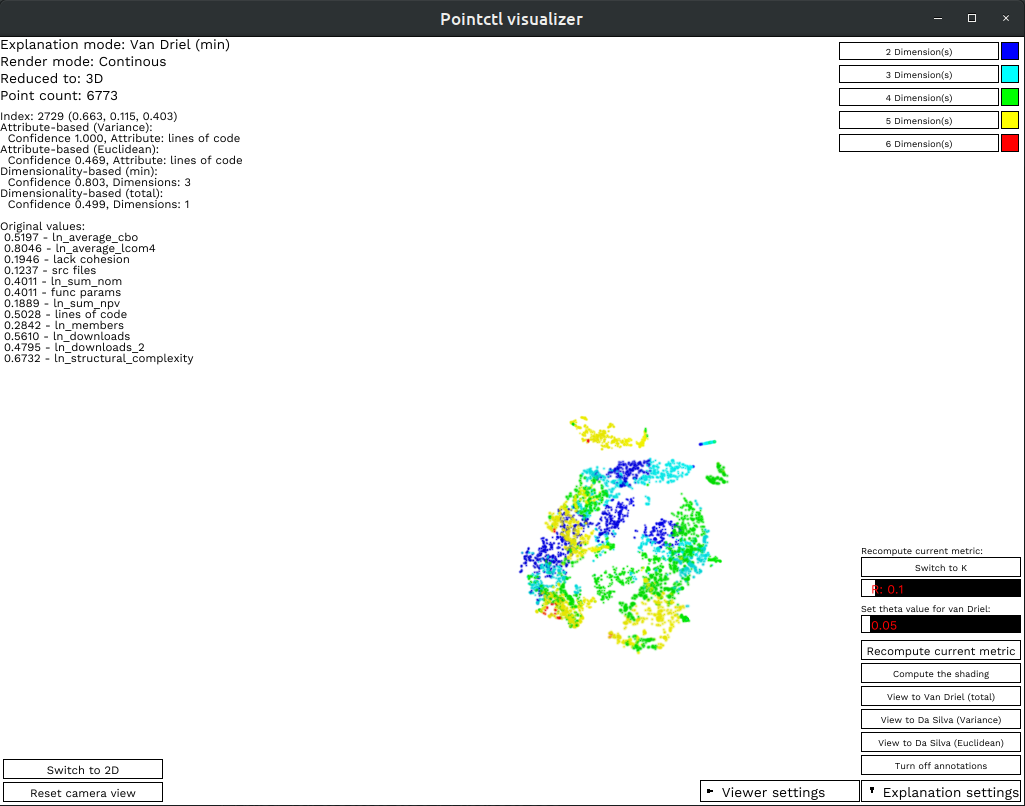 Pointctl visualizer
Explanation mode: Van Driel (min)
Render mode: Continous
Reduced to: 3D
Point count: 6773
Index: 2729 (0.663, 0.115, 0.403)
Attribute-based (Variance):
Confidence 1.000, Attribute: lines of code
Attribute-based (Euclidean):
Confidence 0.469, Attribute: lines of code
Dimensionality-based (min):
Confidence 0.803, Dimensions: 3
Dimensionality-based (total):
Confidence 0.499, Dimensions: 1
Original values:
0.5197 - ln_average_cbo
0.8046 - ln_average_lcom4
0.1946 - lack cohesion
0.1237 - src files
0.4011 - ln_sum_nom
0.4011 - func params
0.1889 - ln_sum_npv
0.5028 - lines of code
0.2842 - ln_members
0.5610 - ln_downloads
0.4795 - ln_downloads_2
0.6732 - ln_structural_complexity
2 Dimension(s)
3 Dimension(s)
4 Dimension(s)
5 Dimension(s)
6 Dimension(s)
Recompute current metric:
Switch to K
R: 0.1
Set theta value for van Driel:
0.05
Recompute current metric
Compute the shading
View to Van Driel (total)
View to Da Silva (Variance)
View to Da Silva (Euclidean)
Turn off annotations
Switch to 2D
Reset camera view
Viewer settings
Explanation settings